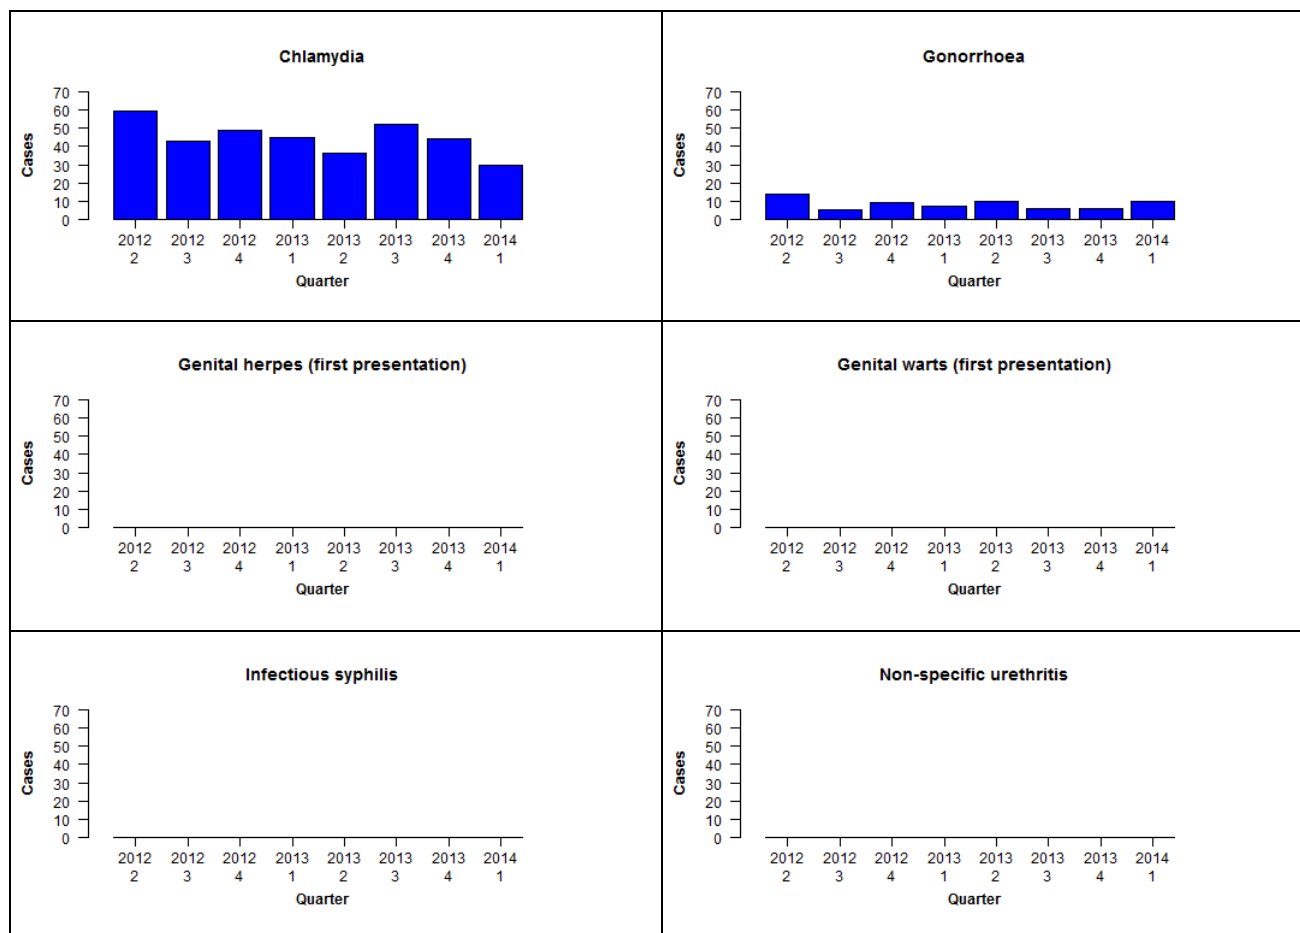 Chlamydia
Cases
70
60
50
40
30
20
10
0
2012 2012 2012 2013 2013 2013 2013 2014
2 3 4 1 2 3 4 1
Quarter
Gonorrhoea
Cases
70
60
50
40
30
20
10
0
2012 2012 2012 2013 2013 2013 2013 2014
2 3 4 1 2 3 4 1
Quarter
Genital herpes (first presentation)
Cases
70
60
50
40
30
20
10
0
2012 2012 2012 2013 2013 2013 2013 2014
2 3 4 1 2 3 4 1
Quarter
Genital warts (first presentation)
Cases
70
60
50
40
30
20
10
0
2012 2012 2012 2013 2013 2013 2013 2014
2 3 4 1 2 3 4 1
Quarter
Infectious syphilis
Cases
70
60
50
40
30
20
10
0
2012 2012 2012 2013 2013 2013 2013 2014
2 3 4 1 2 3 4 1
Quarter
Non-specific urethritis
Cases
70
60
50
40
30
20
10
0
2012 2012 2012 2013 2013 2013 2013 2014
2 3 4 1 2 3 4 1
Quarter